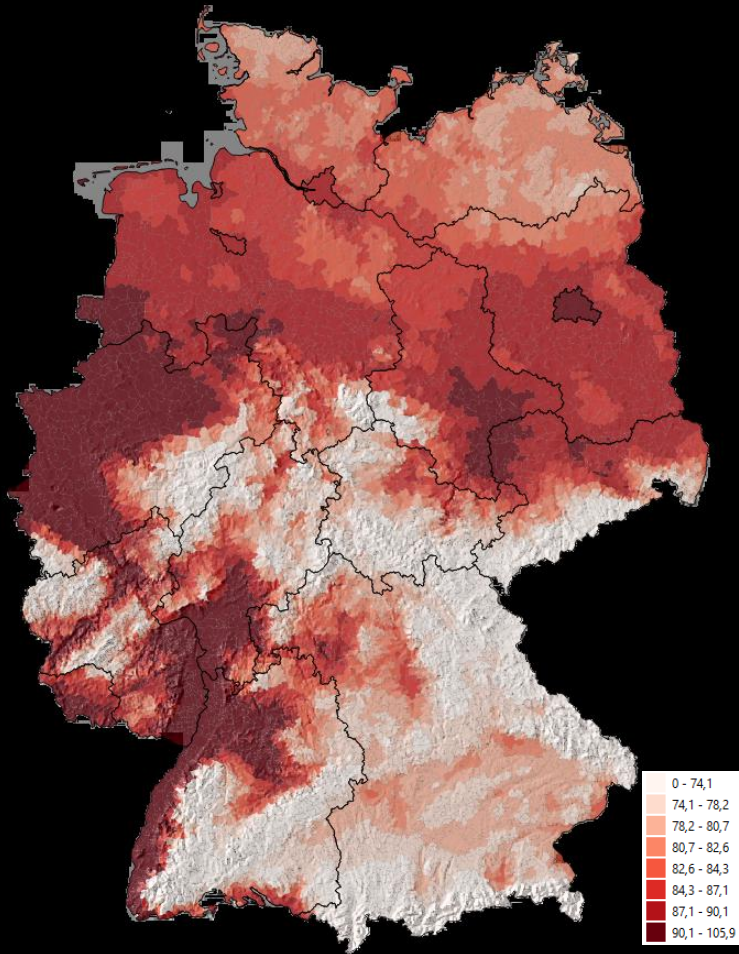 0 - 74,1
74,1 - 78,2
78,2 - 80,7
80,7 - 82,6
82,6 - 84,3
84,3 - 87,1
87,1 - 90,1
90,1 - 105,9